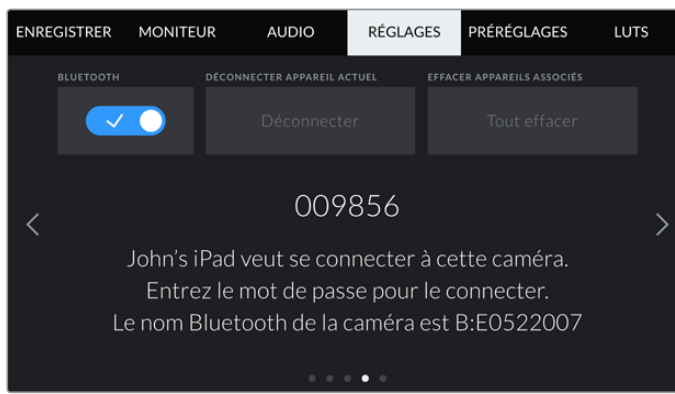 ENREGISTRER MONITEUR AUDIO RÉGLAGES PRÉRÉGLAGES LUTS
BLUETOOTH DÉCONNECTER APPAREIL ACTUEL EFFACER APPAREILS ASSOCIÉS
Déconnecter Tout effacer
009856
John's iPad veut se connecter à cette caméra.
Entrez le mot de passe pour le connecter.
Le nom Bluetooth de la caméra est B:E0522007